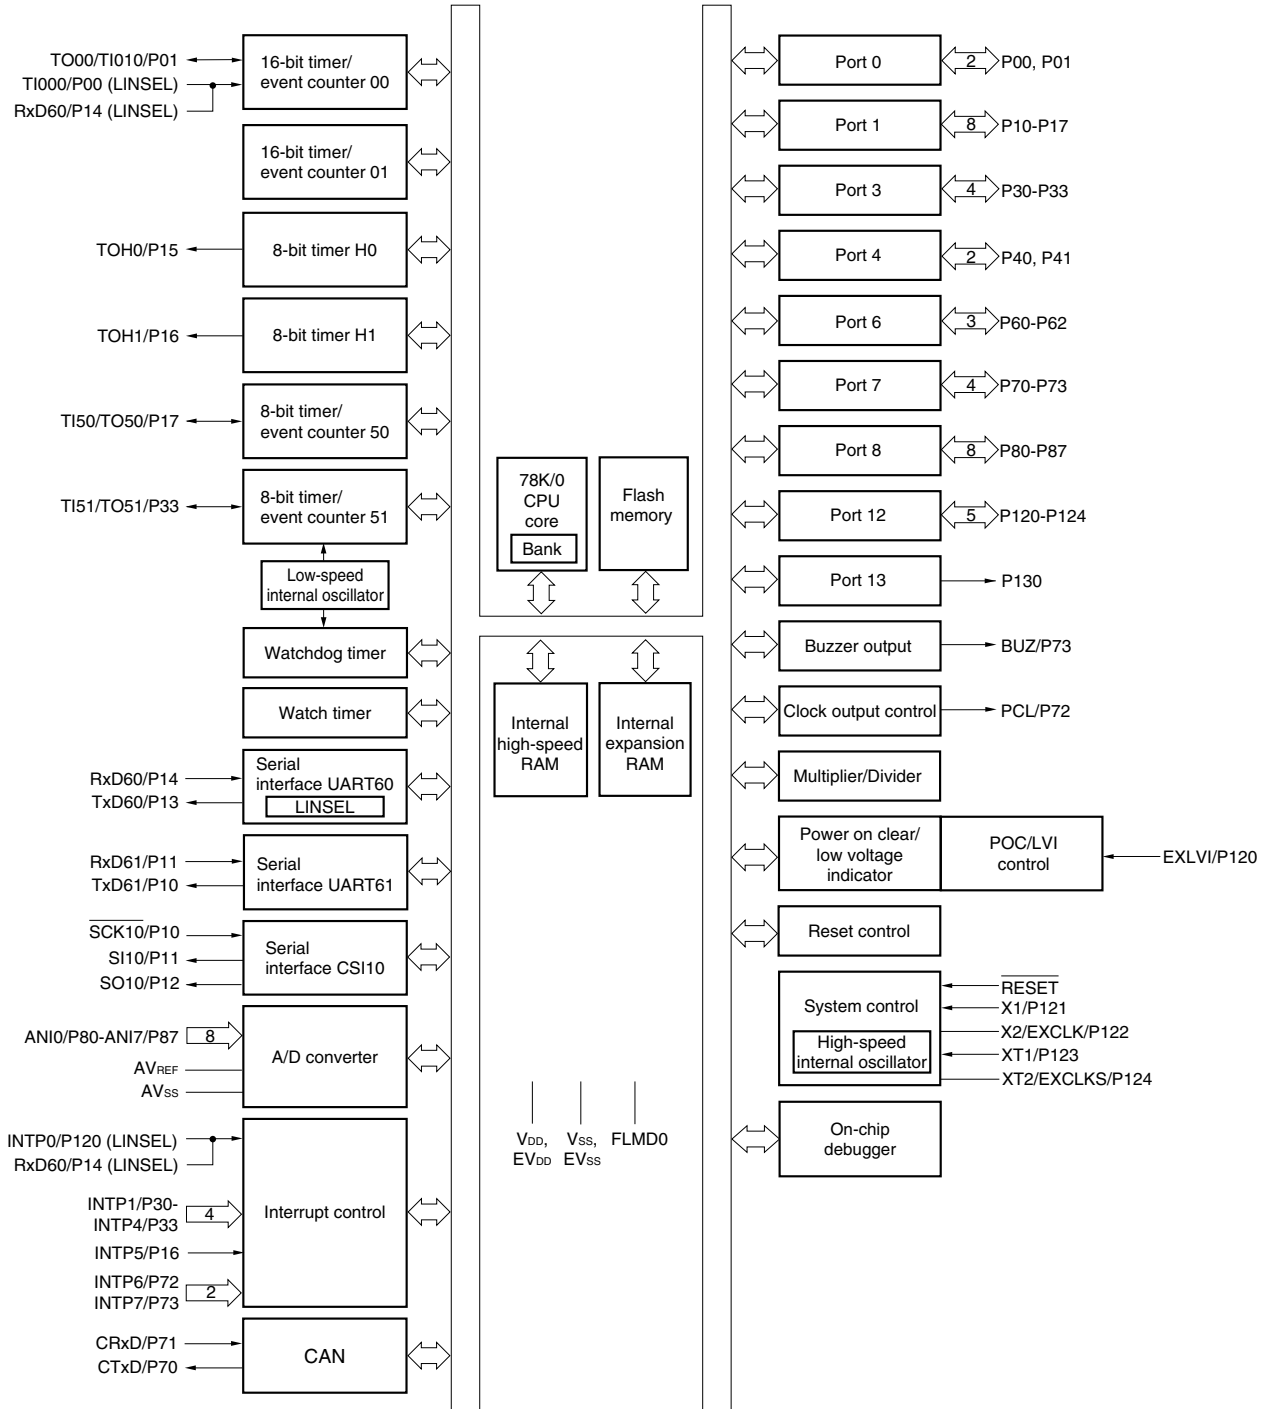 TO00/TI010/P01
TI000/P00 (LINSEL)
RxD60/P14 (LINSEL)
16-bit timer/
event counter 00
16-bit timer/
event counter 01
TOH0/P15
8-bit timer H0
TOH1/P16
8-bit timer H1
TI50/TO50/P17
8-bit timer/
event counter 50
TI51/TO51/P33
8-bit timer/
event counter 51
Low-speed
internal oscillator
Watchdog timer
Watch timer
RxD60/P14
TxD60/P13
Serial
interface UART60
LINSEL
RxD61/P11
TxD61/P10
Serial
interface UART61
SCK10/P10
SI10/P11
SO10/P12
Serial
interface CSI10
ANI0/P80-ANI7/P87
8
AVREF
AVSS
A/D converter
INTP0/P120 (LINSEL)
RxD60/P14 (LINSEL)
INTP1/P30-
INTP4/P33
4
INTP5/P16
INTP6/P72
INTP7/P73
2
Interrupt control
CRxD/P71
CTxD/P70
CAN
78K/0
CPU
core
Bank
Flash
memory
Internal
high-speed
RAM
Internal
expansion
RAM
VDD,
EVDD
VSS,
EVSS
FLMD0
Port 0
2
P00, P01
Port 1
8
P10-P17
Port 3
4
P30-P33
Port 4
2
P40, P41
Port 6
3
P60-P62
Port 7
4
P70-P73
Port 8
8
P80-P87
Port 12
5
P120-P124
Port 13
P130
Buzzer output
BUZ/P73
Clock output control
PCL/P72
Multiplier/Divider
Power on clear/
low voltage
indicator
POC/LVI
control
EXLVI/P120
Reset control
System control
High-speed
internal oscillator
RESET
X1/P121
X2/EXCLK/P122
XT1/P123
XT2/EXCLKS/P124
On-chip
debugger